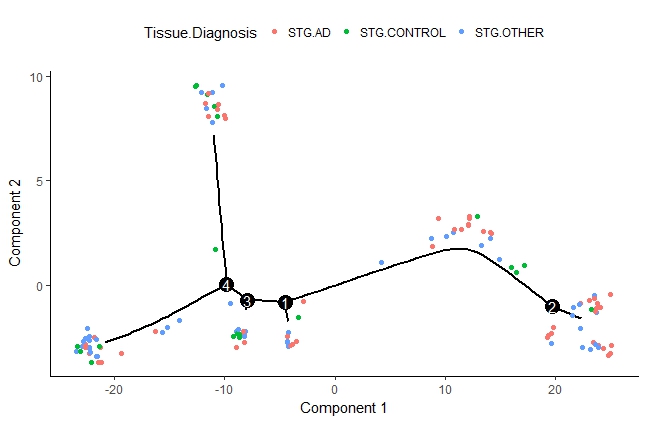 Tissue.Diagnosis STG.AD STG.CONTROL STG.OTHER
10
5
0
Component 2
4
3
1
2
-20 -10 0 10 20
Component 1